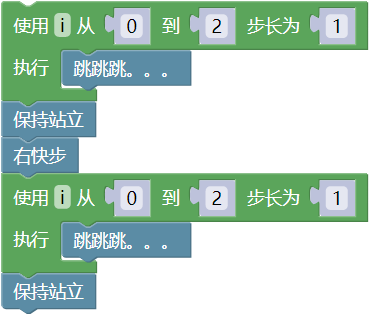 使用 i 从 0 到 2 步长为 1
执行 跳跳跳。。。
保持站立
右快步
使用 i 从 0 到 2 步长为 1
执行 跳跳跳。。。
保持站立